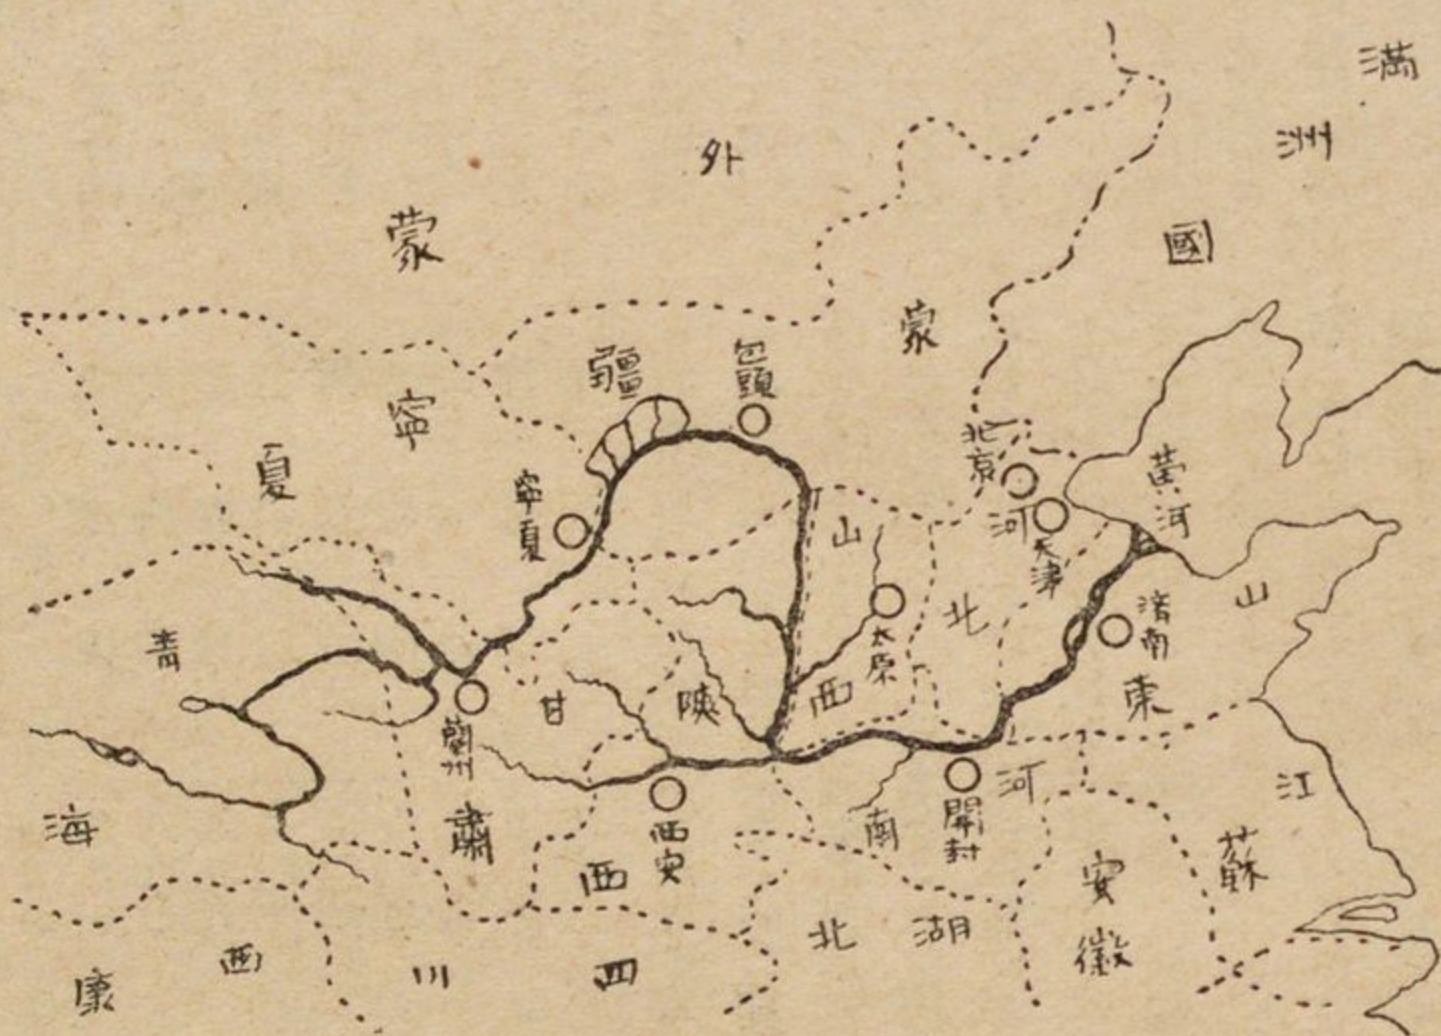 滿洲國
外蒙
蒙疆
包頭
寧夏
寧夏
北京
天津
黄河
河北
山東
濟南
山西
太原
陝西
西安
甘肅
蘭州
青海
河南
開封
江蘇
安徽
湖北
四川
西康